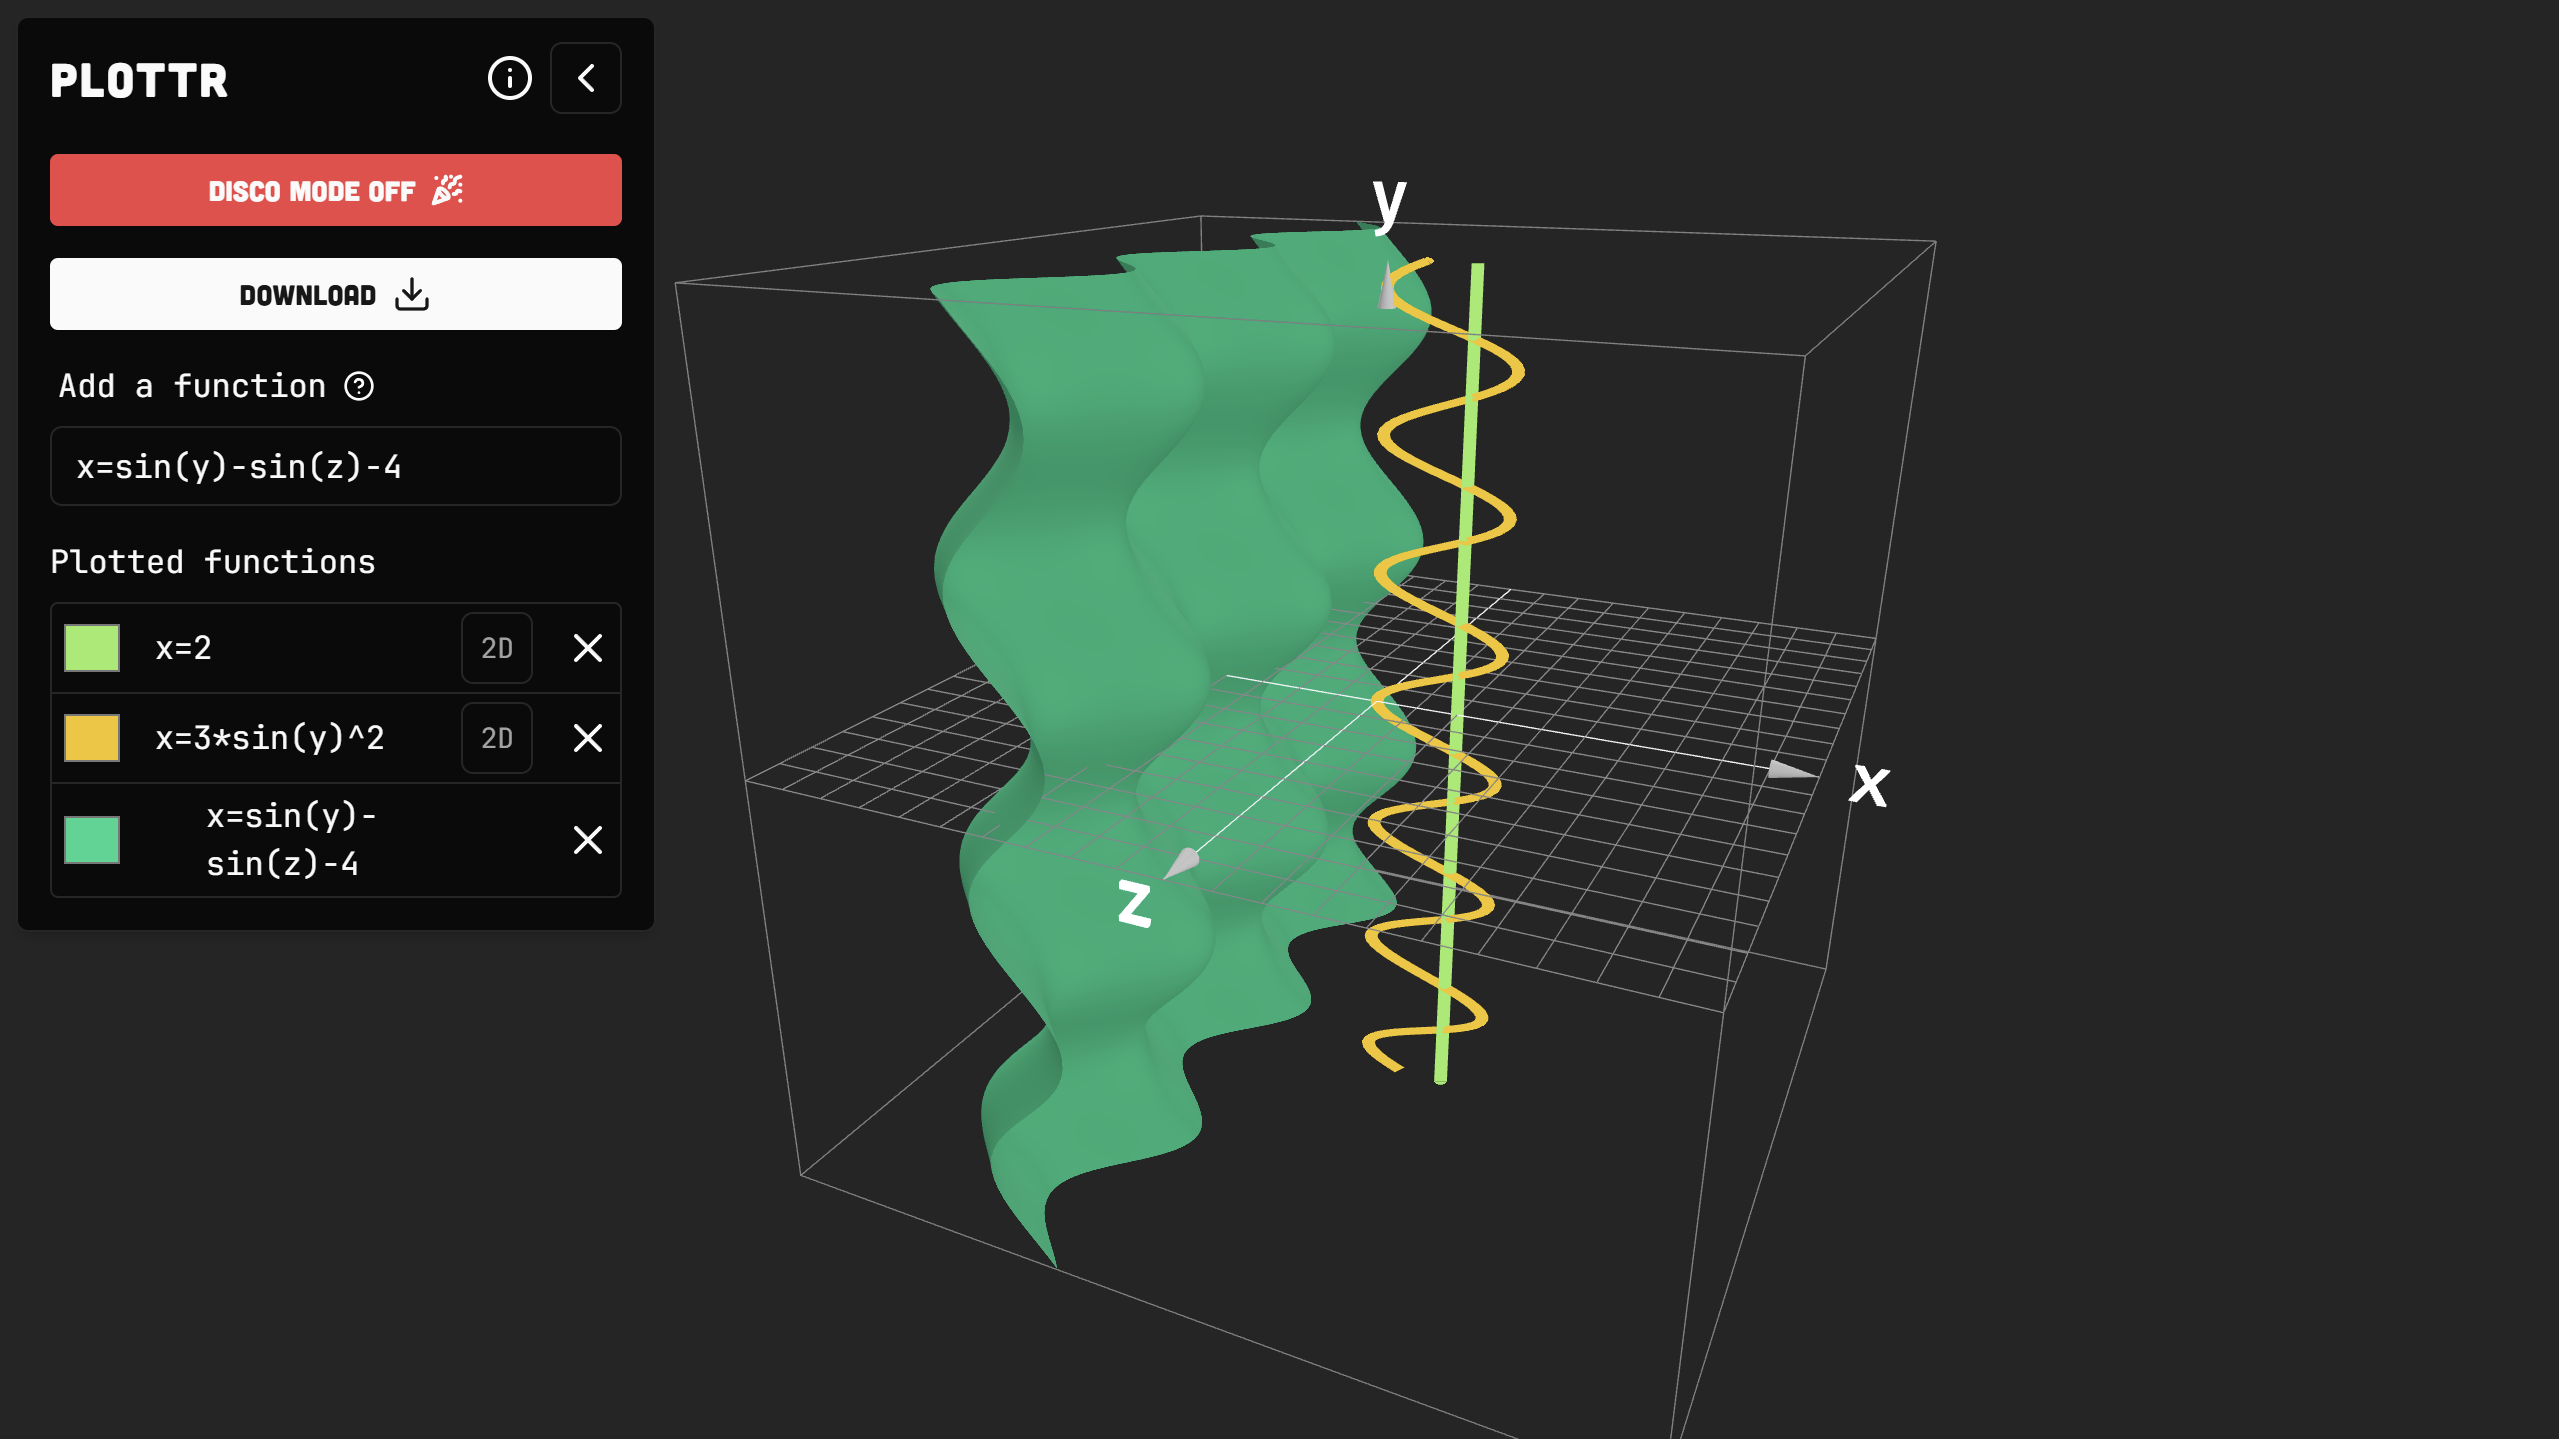 PLOTTR
DISCO MODE OFF
DOWNLOAD
Add a function
x=sin(y)-sin(z)-4
Plotted functions
x=2
2D
x=3*sin(y)^2
2D
x=sin(y)-
sin(z)-4
y
x
z